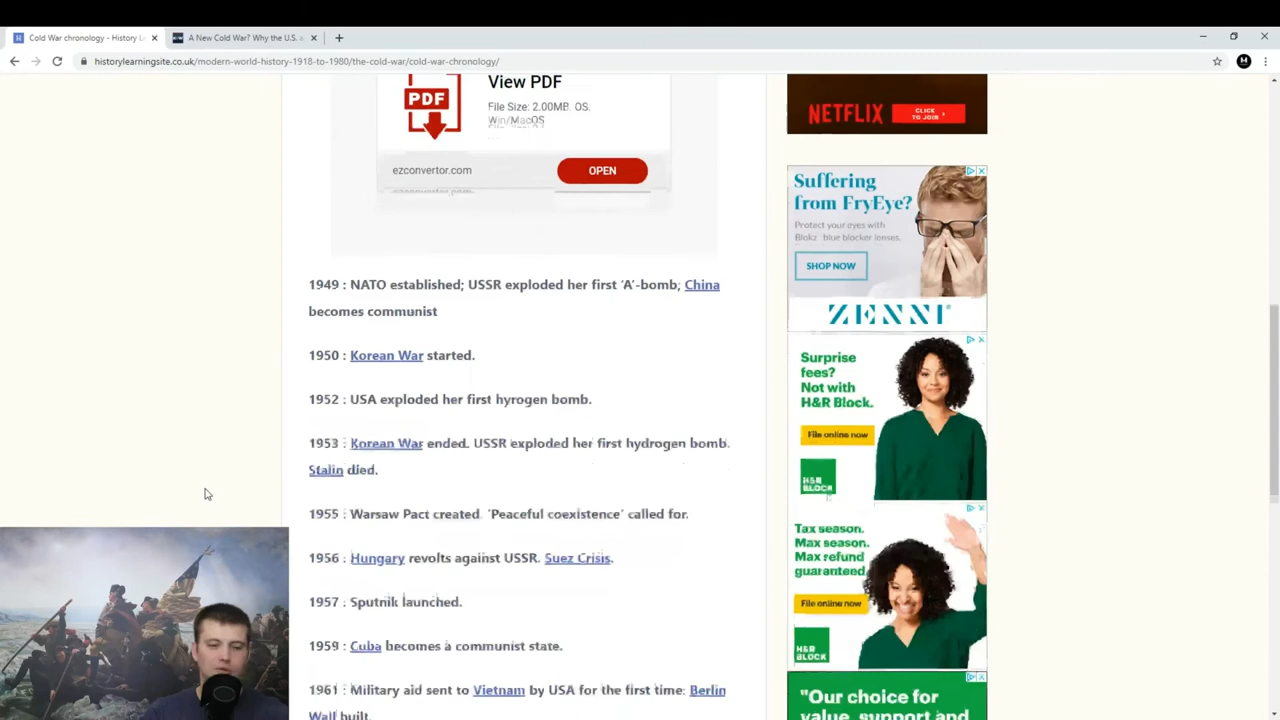 Cold War chronology - History L
A New Cold War? Why the U.S. a
historylearningsite.co.uk/modern-world-history-1918-to-1980/the-cold-war/cold-war-chronology/
PDF
View PDF
File Size: 2.00MB OS.
Win/MacOS
ezconvertor.com
OPEN
1949 : NATO established; USSR exploded her first ‘A’-bomb; China
becomes communist
1950 : Korean War started.
1952 : USA exploded her first hyrogen bomb.
1953 : Korean War ended. USSR exploded her first hydrogen bomb.
Stalin died.
1955 : Warsaw Pact created. ‘Peaceful coexistence’ called for.
1956 : Hungary revolts against USSR. Suez Crisis.
1957 : Sputnik launched.
1959 : Cuba becomes a communist state.
1961 : Military aid sent to Vietnam by USA for the first time. Berlin
Wall built.
NETFLIX
CLICK
TO JOIN
Suffering
from FryEye?
Protect your eyes with
Blokz blue blocker lenses.
SHOP NOW
ZENNI
Surprise
fees?
Not with
H&R Block.
File online now
H&R
BLOCK
Tax season.
Max season.
Max refund
guaranteed.
File online now
H&R
BLOCK
"Our choice for
value, support and